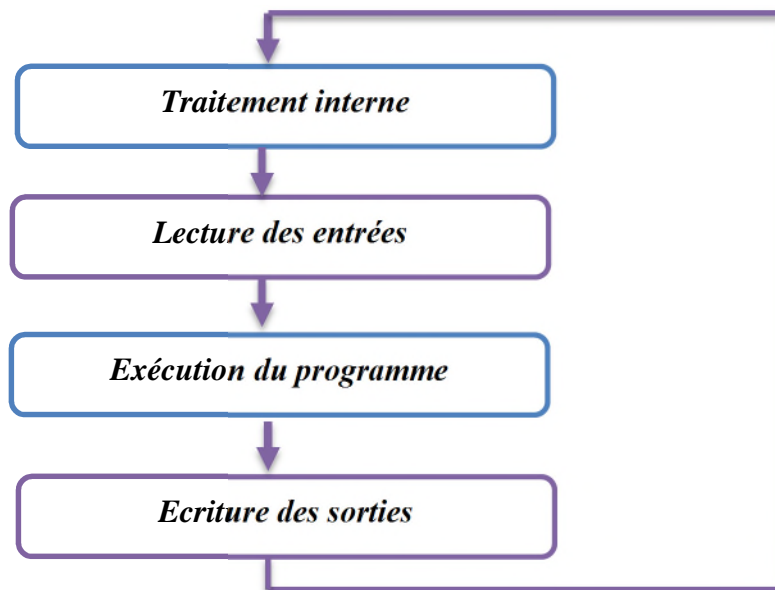 Traitement interne
Lecture des entrées
Exécution du programme
Ecriture des sorties